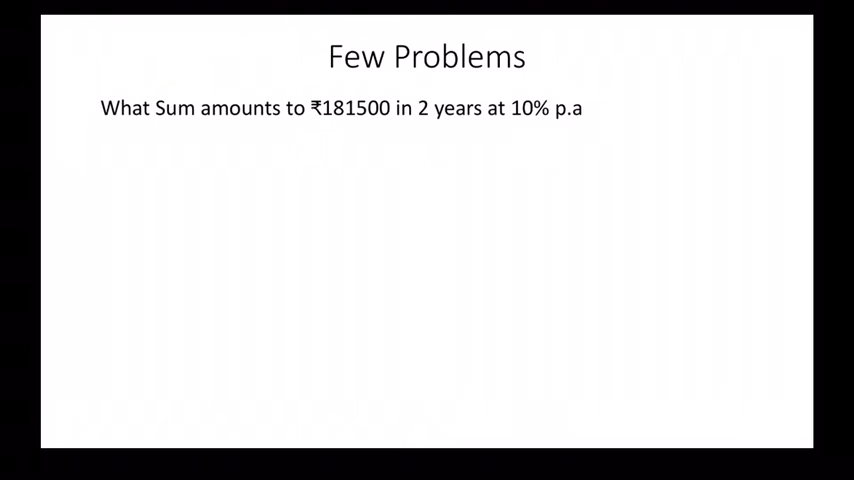 Few Problems
What Sum amounts to ₹181500 in 2 years at 10% p.a